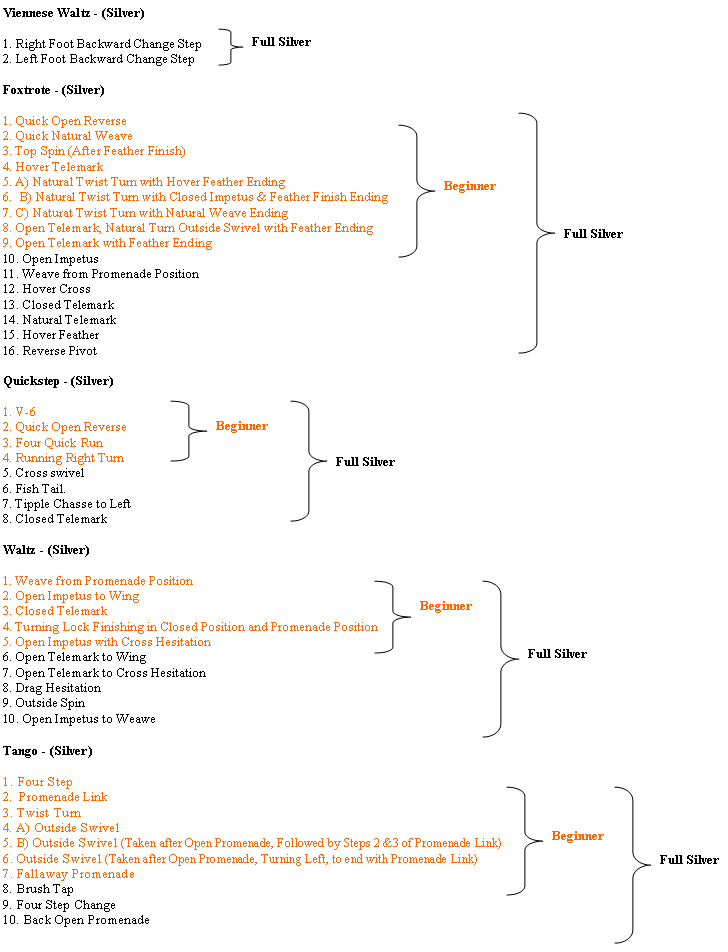 Viennese Waltz - (Silver)
1. Right Foot Backward Change Step
2. Left Foot Backward Change Step
Full Silver
Foxtrote - (Silver)
1. Quick Open Reverse
2. Quick Natural Weave
3. Top Spin (After Feather Finish)
4. Hover Telemark
5. A) Natural Twist Turn with Hover Feather Ending
6. B) Natural Twist Turn with Closed Impetus & Feather Finish Ending
7. C) Naturat Twist Turn with Natural Weave Ending
8. Open Telemark, Natural Turn Outside Swivel with Feather Ending
9. Open Telemark with Feather Ending
10. Open Impetus
11. Weave from Promenade Position
12. Hover Cross
13. Closed Telemark
14. Natural Telemark
15. Hover Feather
16. Reverse Pivot
Beginner
Full Silver
Quickstep - (Silver)
1. V-6
2. Quick Open Reverse
3. Four Quick Run
4. Running Right Turn
5. Cross swivel
6. Fish Tail.
7. Tipple Chasse to Left
8. Closed Telemark
Beginner
Full Silver
Waltz - (Silver)
1. Weave from Promenade Position
2. Open Impetus to Wing
3. Closed Telemark
4. Turning Lock Finishing in Closed Position and Promenade Position
5. Open Impetus with Cross Hesitation
6. Open Telemark to Wing
7. Open Telemark to Cross Hesitation
8. Drag Hesitation
9. Outside Spin
10. Open Impetus to Weawe
Beginner
Full Silver
Tango - (Silver)
1. Four Step
2. Promenade Link
3. Twist Turn
4. A) Outside Swivel
5. B) Outside Swivel (Taken after Open Promenade, Followed by Steps 2 &3 of Promenade Link)
6. Outside Swivel (Taken after Open Promenade, Turning Left, to end with Promenade Link)
7. Fallaway Promenade
8. Brush Tap
9. Four Step Change
10. Back Open Promenade
Beginner
Full Silver